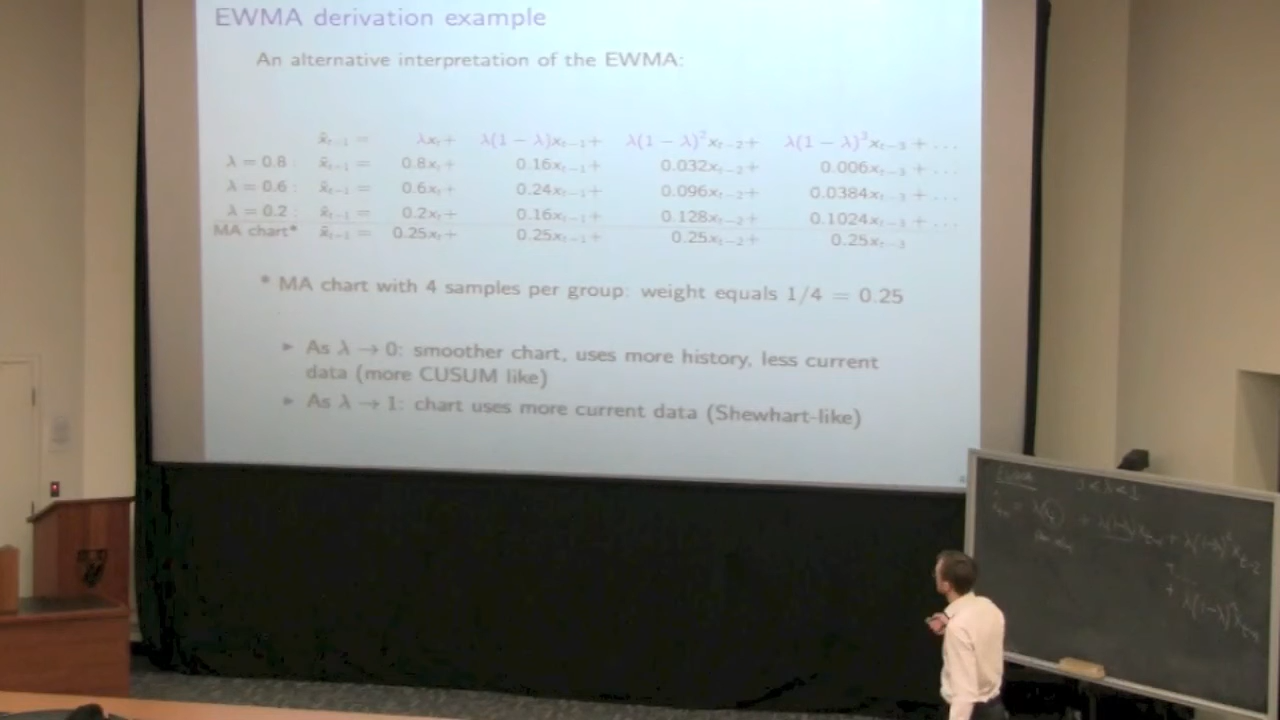 EWMA derivation example
An alternative interpretation of the EWMA:
x̂ₜ₋₁ = λxₜ+ λ(1 − λ)xₜ₋₁+ λ(1 − λ)²xₜ₋₂+ λ(1 − λ)³xₜ₋₃ + ...
λ = 0.8 : x̂ₜ₋₁ = 0.8xₜ+ 0.16xₜ₋₁+ 0.032xₜ₋₂+ 0.006xₜ₋₃ + ...
λ = 0.6 : x̂ₜ₋₁ = 0.6xₜ+ 0.24xₜ₋₁+ 0.096xₜ₋₂+ 0.0384xₜ₋₃ + ...
λ = 0.2 : x̂ₜ₋₁ = 0.2xₜ+ 0.16xₜ₋₁+ 0.128xₜ₋₂+ 0.1024xₜ₋₃ + ...
MA chart* x̂ₜ₋₁ = 0.25xₜ+ 0.25xₜ₋₁+ 0.25xₜ₋₂+ 0.25xₜ₋₃
* MA chart with 4 samples per group: weight equals 1/4 = 0.25
► As λ → 0: smoother chart, uses more history, less current
data (more CUSUM like)
► As λ → 1: chart uses more current data (Shewhart-like)